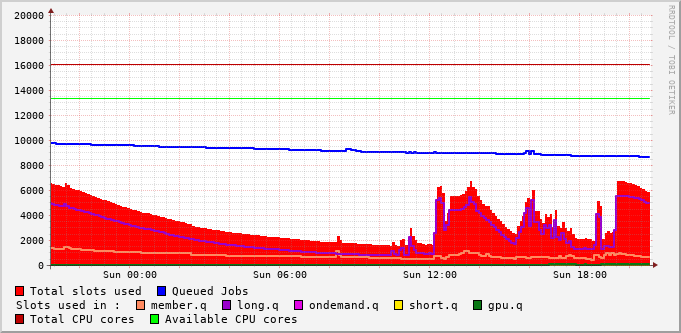 RRDTOOL / TOBI OETIKER
20000
18000
16000
14000
12000
10000
8000
6000
4000
2000
0
Sun 00:00 Sun 06:00 Sun 12:00 Sun 18:00
Total slots used Queued Jobs
Slots used in : member.q long.q ondemand.q short.q gpu.q
Total CPU cores Available CPU cores